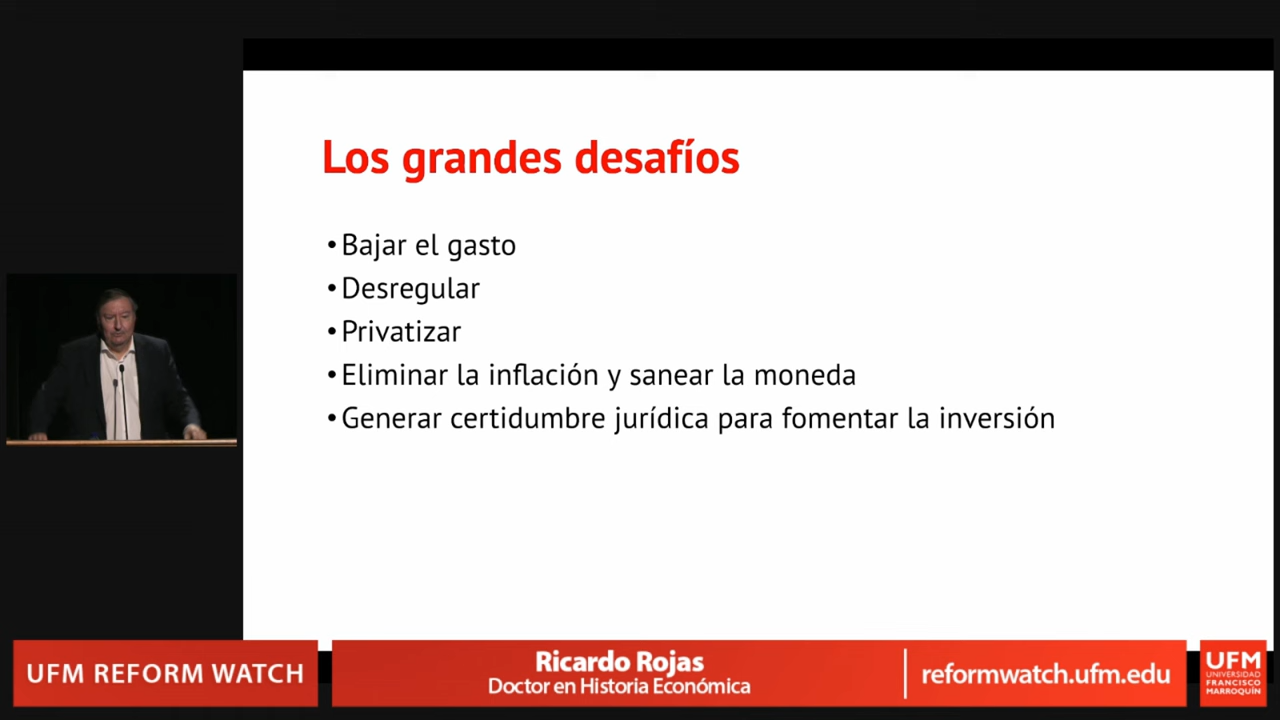 Los grandes desafíos
• Bajar el gasto
• Desregular
• Privatizar
• Eliminar la inflación y sanear la moneda
• Generar certidumbre jurídica para fomentar la inversión
UFM REFORM WATCH
Ricardo Rojas
Doctor en Historia Económica
reformwatch.ufm.edu
UFM
UNIVERSIDAD
FRANCISCO
MARROQUÍN